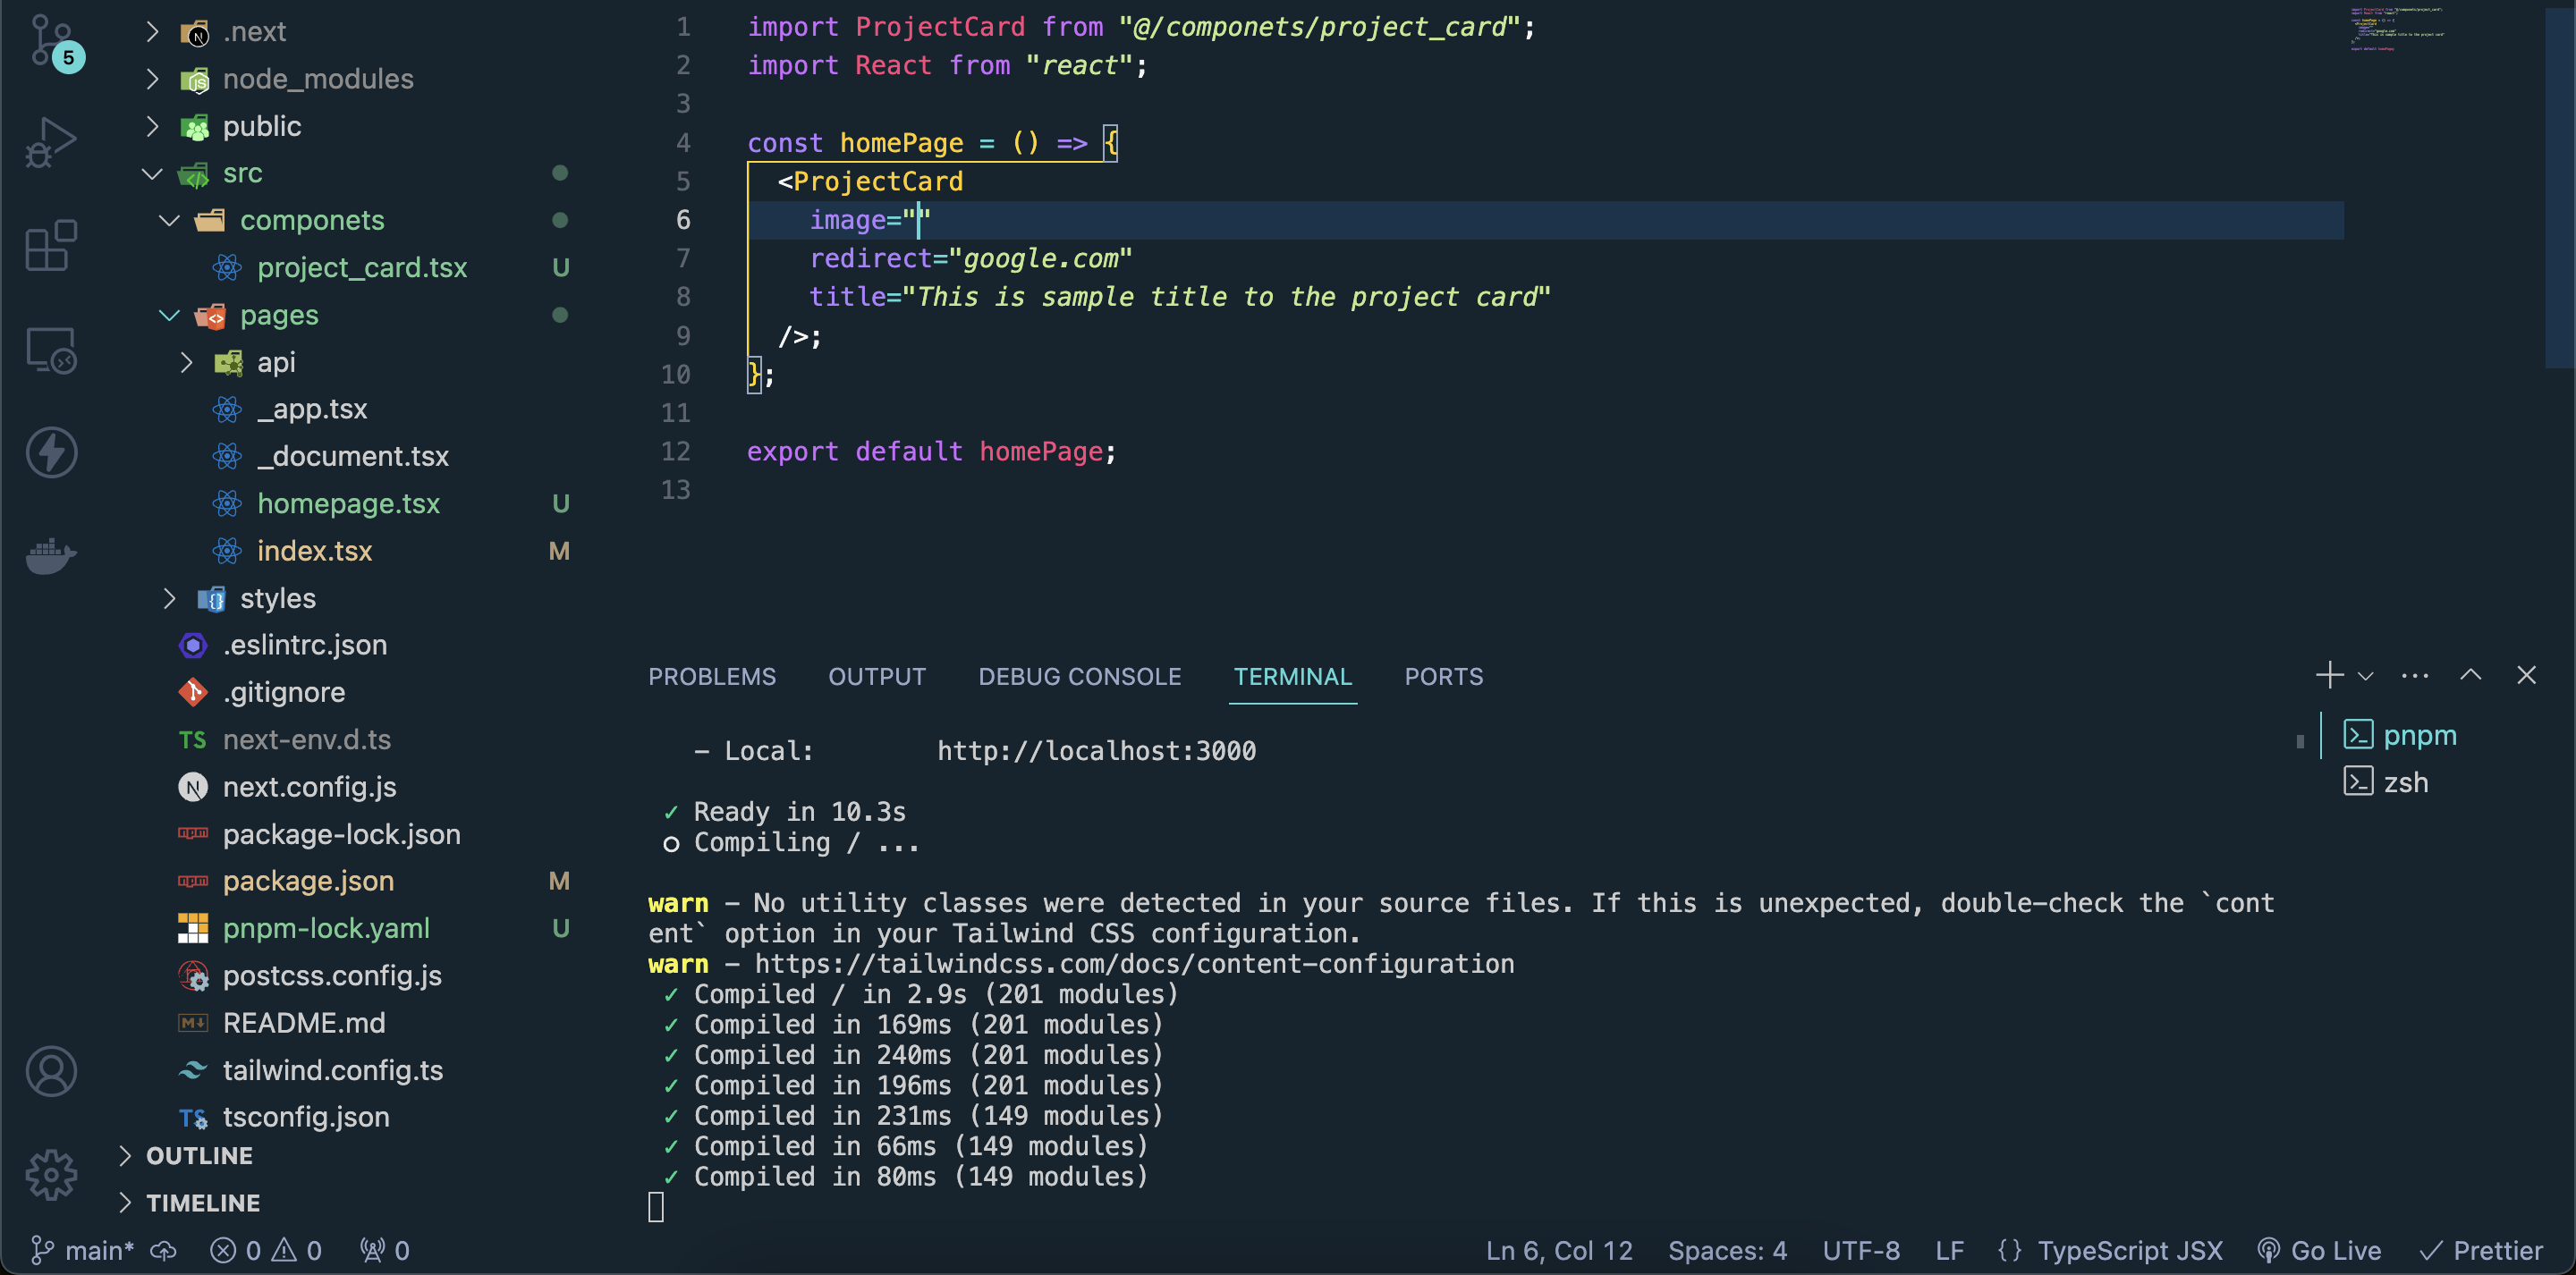 5
.next
node_modules
public
src
componets
project_card.tsx U
pages
api
_app.tsx
_document.tsx
homepage.tsx U
index.tsx M
styles
.eslintrc.json
.gitignore
TS next-env.d.ts
N next.config.js
package-lock.json
package.json M
pnpm-lock.yaml U
postcss.config.js
README.md
tailwind.config.ts
TS tsconfig.json
OUTLINE
TIMELINE
1 import ProjectCard from "@/componets/project_card";
2 import React from "react";
3
4 const homePage = () => {
5 <ProjectCard
6 image=""
7 redirect="google.com"
8 title="This is sample title to the project card"
9 />;
10 };
11
12 export default homePage;
13
PROBLEMS OUTPUT DEBUG CONSOLE TERMINAL PORTS
- Local: http://localhost:3000
✓ Ready in 10.3s
○ Compiling / ...
warn - No utility classes were detected in your source files. If this is unexpected, double-check the `cont
ent` option in your Tailwind CSS configuration.
warn - https://tailwindcss.com/docs/content-configuration
✓ Compiled / in 2.9s (201 modules)
✓ Compiled in 169ms (201 modules)
✓ Compiled in 240ms (201 modules)
✓ Compiled in 196ms (201 modules)
✓ Compiled in 231ms (149 modules)
✓ Compiled in 66ms (149 modules)
✓ Compiled in 80ms (149 modules)
pnpm
zsh
main* 0 0 0 Ln 6, Col 12 Spaces: 4 UTF-8 LF {} TypeScript JSX Go Live ✓ Prettier